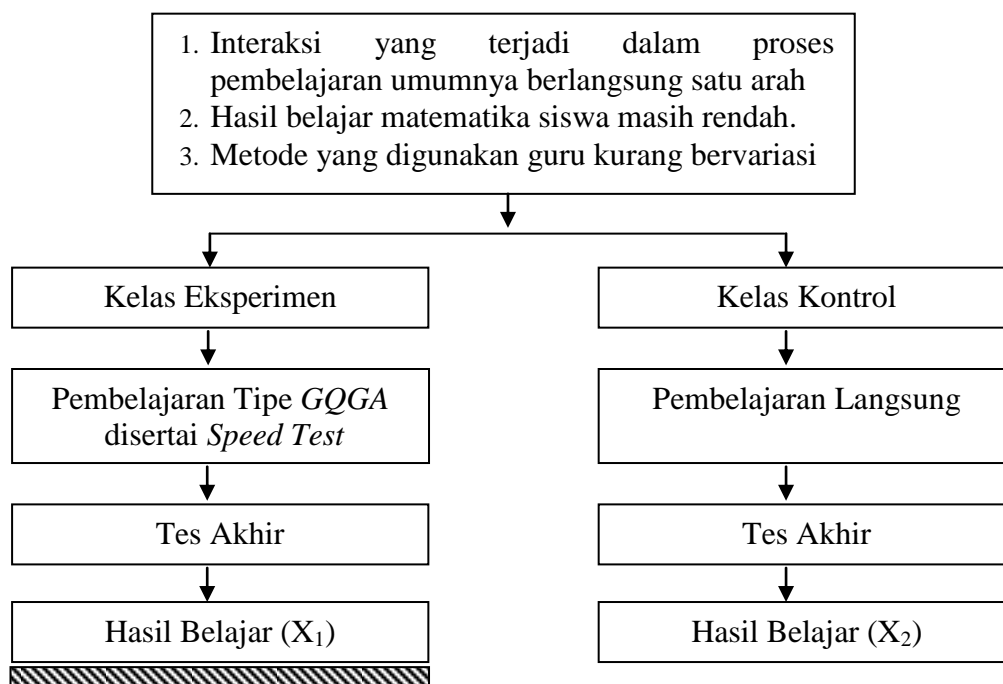 1. Interaksi yang terjadi dalam proses
pembelajaran umumnya berlangsung satu arah
2. Hasil belajar matematika siswa masih rendah.
3. Metode yang digunakan guru kurang bervariasi
Kelas Eksperimen
Kelas Kontrol
Pembelajaran Tipe GQGA
disertai Speed Test
Pembelajaran Langsung
Tes Akhir
Tes Akhir
Hasil Belajar (X₁)
Hasil Belajar (X₂)